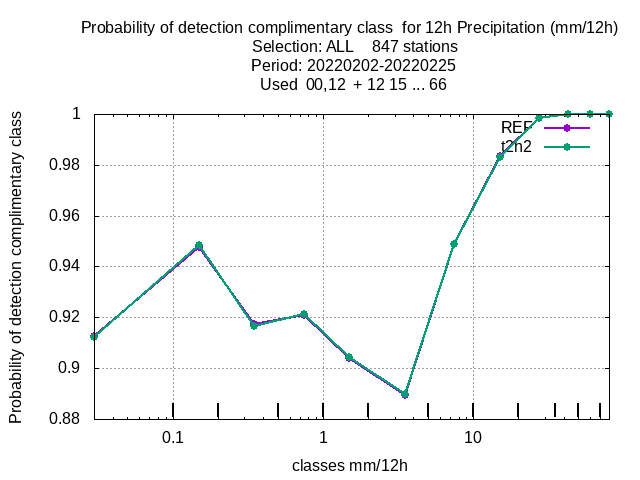 Probability of detection complimentary class  for 12h Precipitation (mm/12h)
Selection: ALL    847 stations
Period: 20220202-20220225
Used  00,12  + 12 15 ... 66
Probability of detection complimentary class
1
0.98
0.96
0.94
0.92
0.9
0.88
REF
t2h2
0.1
1
10
classes mm/12h